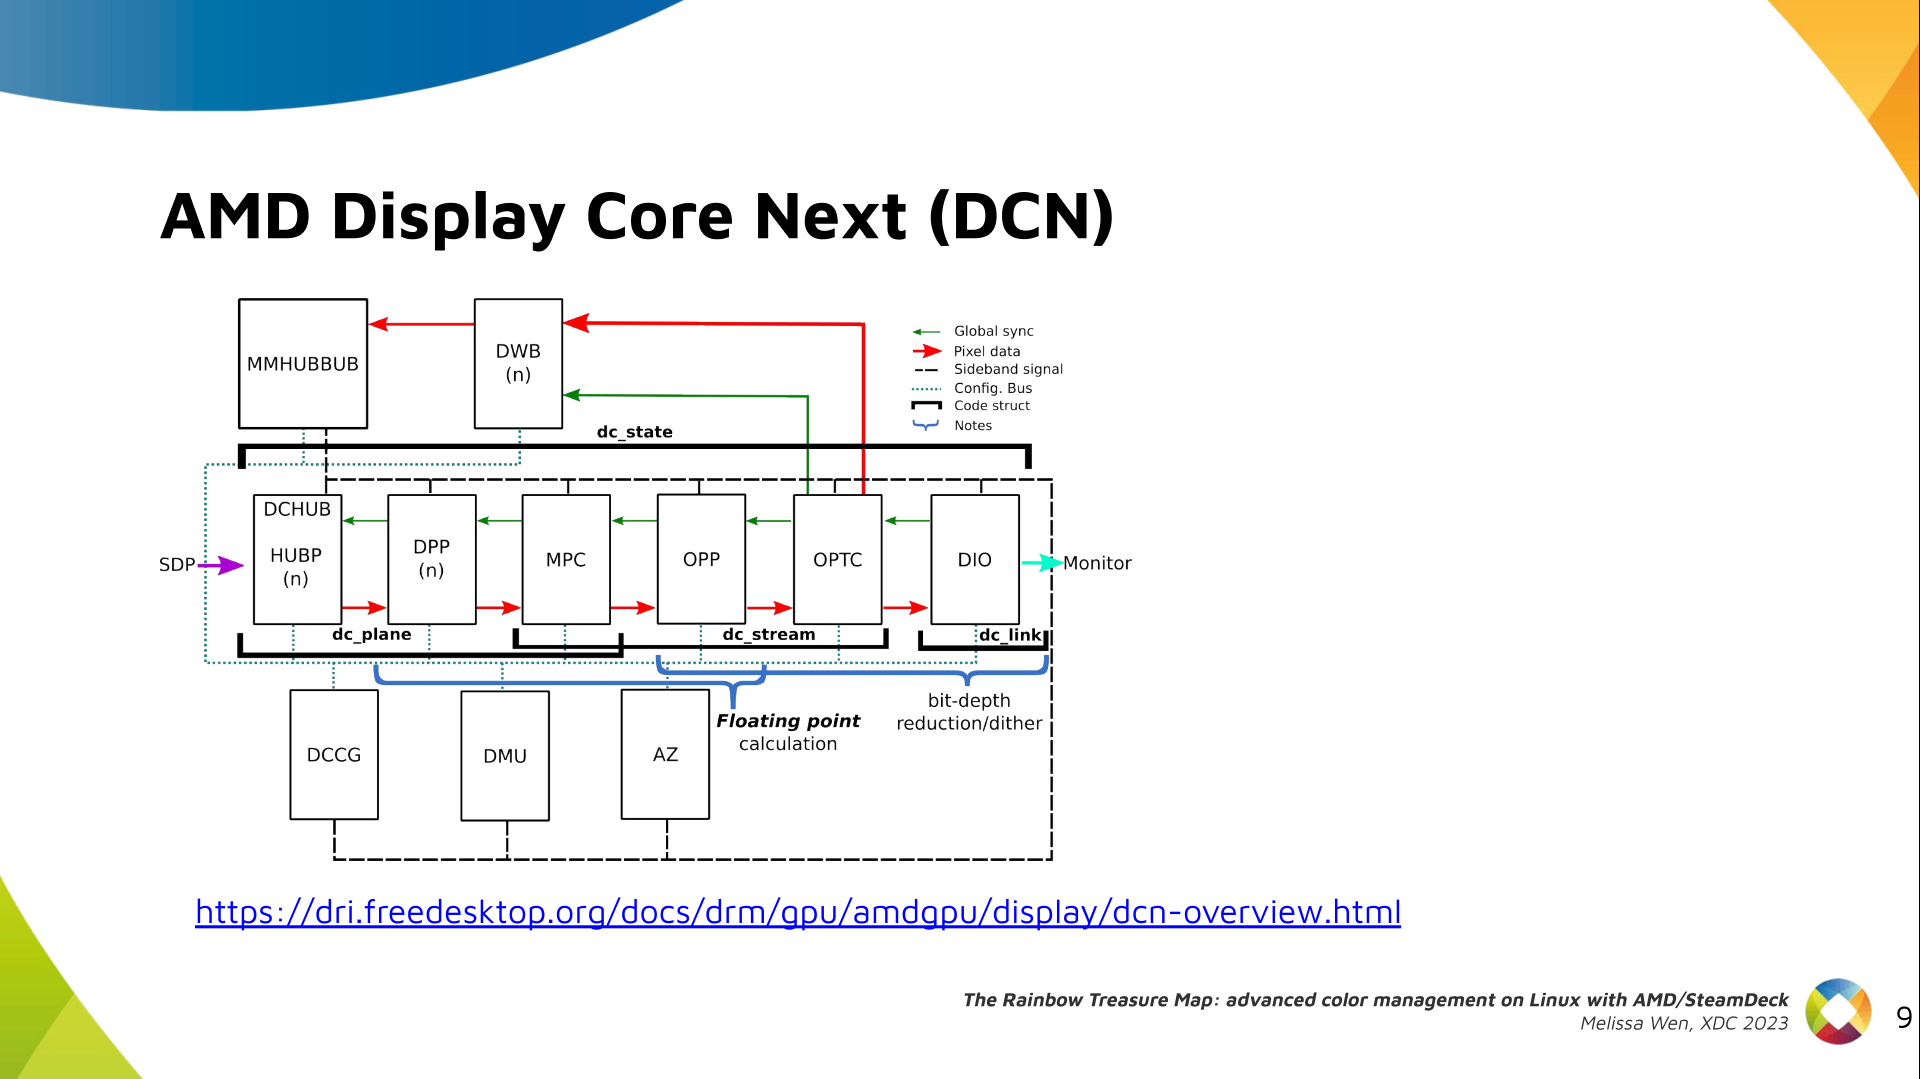 AMD Display Core Next (DCN)
MMHUBBUB
DWB
(n)
Global sync
Pixel data
Sideband signal
Config. Bus
Code struct
Notes
dc_state
SDP
DCHUB
HUBP
(n)
DPP
(n)
MPC
OPP
OPTC
DIO
Monitor
dc_plane
dc_stream
dc_link
DCCG
DMU
AZ
Floating point
calculation
bit-depth
reduction/dither
https://dri.freedesktop.org/docs/drm/gpu/amdgpu/display/dcn-overview.html
The Rainbow Treasure Map: advanced color management on Linux with AMD/SteamDeck
Melissa Wen, XDC 2023
9